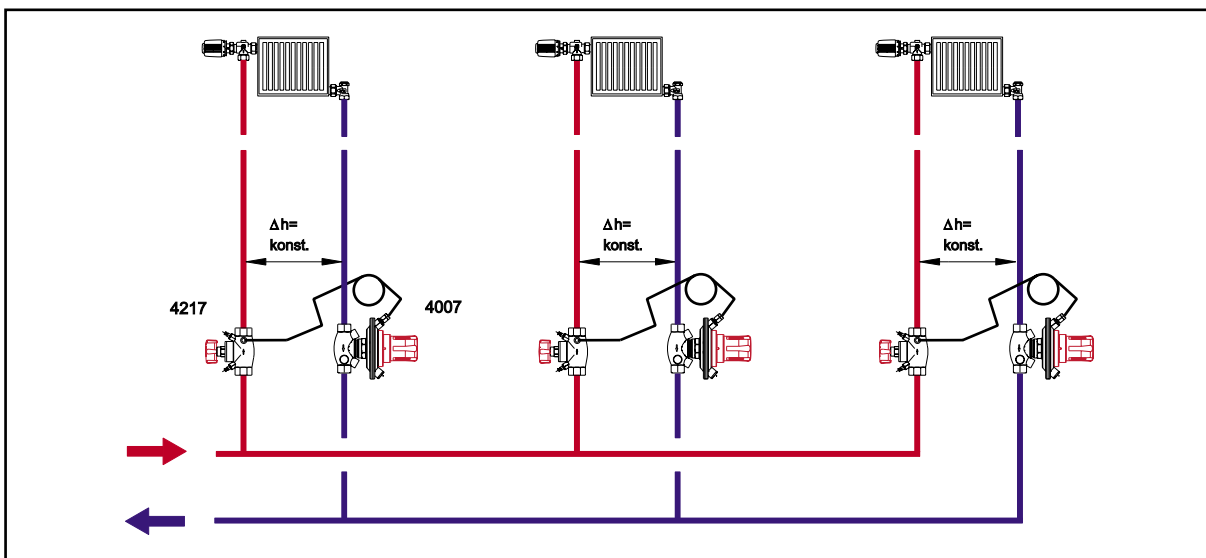 Δh=
konst.
Δh=
konst.
Δh=
konst.
4217
4007